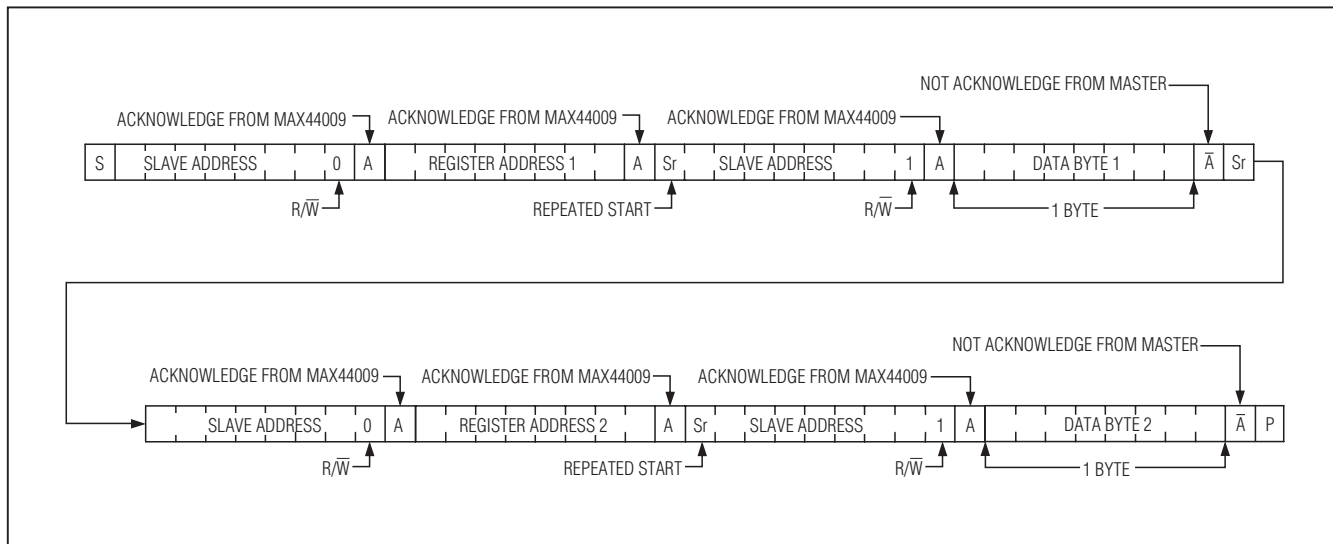 NOT ACKNOWLEDGE FROM MASTER
ACKNOWLEDGE FROM MAX44009 ACKNOWLEDGE FROM MAX44009 ACKNOWLEDGE FROM MAX44009
S SLAVE ADDRESS 0 A REGISTER ADDRESS 1 A Sr SLAVE ADDRESS 1 A DATA BYTE 1 A̅ Sr
R/W̅ REPEATED START R/W̅ 1 BYTE
NOT ACKNOWLEDGE FROM MASTER
ACKNOWLEDGE FROM MAX44009 ACKNOWLEDGE FROM MAX44009 ACKNOWLEDGE FROM MAX44009
SLAVE ADDRESS 0 A REGISTER ADDRESS 2 A Sr SLAVE ADDRESS 1 A DATA BYTE 2 A̅ P
R/W̅ REPEATED START R/W̅ 1 BYTE